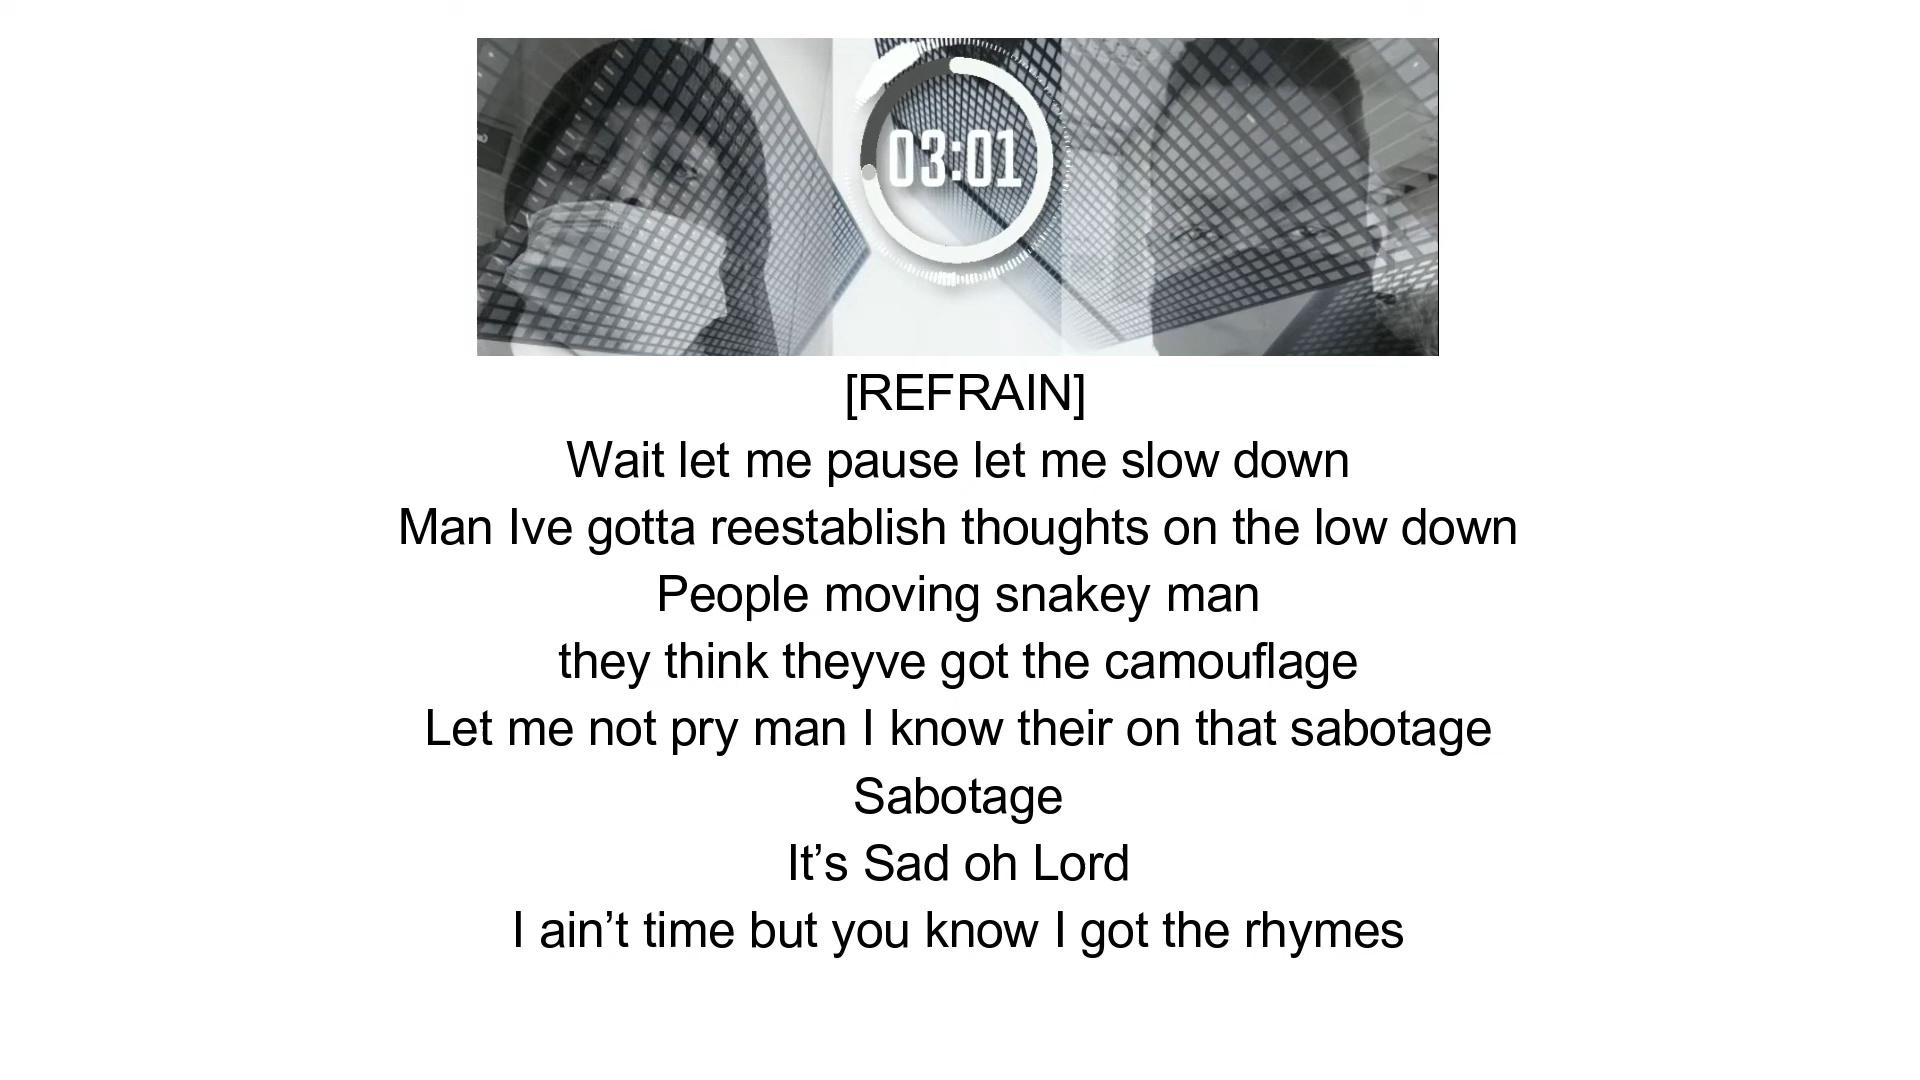 03:01
[REFRAIN]
Wait let me pause let me slow down
Man Ive gotta reestablish thoughts on the low down
People moving snakey man
they think theyve got the camouflage
Let me not pry man I know their on that sabotage
Sabotage
It’s Sad oh Lord
I ain’t time but you know I got the rhymes